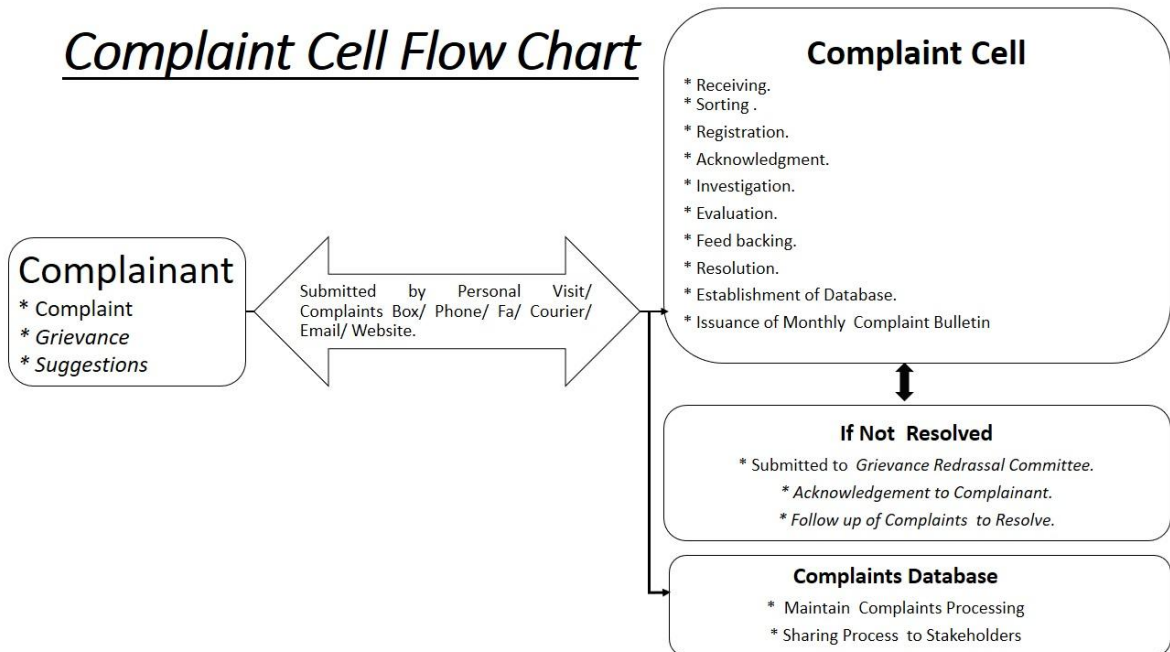 Complaint Cell Flow Chart
Complaint Cell
* Receiving.
* Sorting .
* Registration.
* Acknowledgment.
* Investigation.
* Evaluation.
* Feed backing.
* Resolution.
* Establishment of Database.
* Issuance of Monthly Complaint Bulletin
Complainant
* Complaint
* Grievance
* Suggestions
Submitted by Personal Visit/
Complaints Box/ Phone/ Fa/ Courier/
Email/ Website.
If Not Resolved
* Submitted to Grievance Redrassal Committee.
* Acknowledgement to Complainant.
* Follow up of Complaints to Resolve.
Complaints Database
* Maintain Complaints Processing
* Sharing Process to Stakeholders